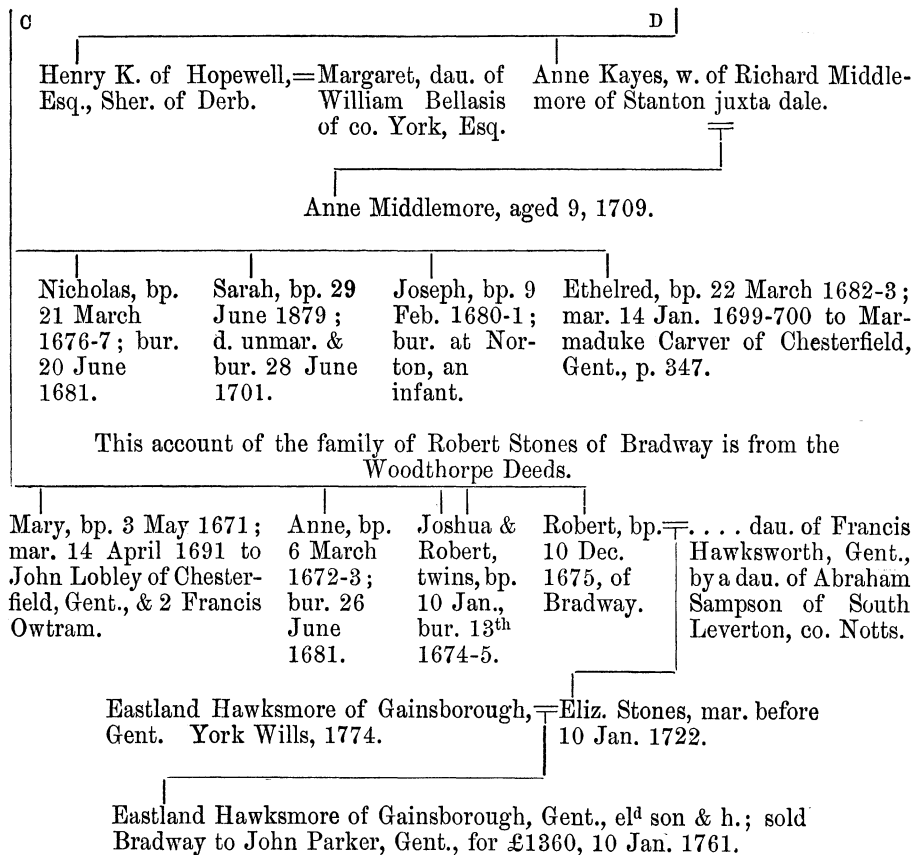 C D
Henry K. of Hopewell,=Margaret, dau. of Anne Kayes, w. of Richard Middle-
Esq., Sher. of Derb. William Bellasis more of Stanton juxta dale.
of co. York, Esq.
Anne Middlemore, aged 9, 1709.
Nicholas, bp.
21 March
1676-7 ; bur.
20 June
1681.
Sarah, bp. 29
June 1879 ;
d. unmar. &
bur. 28 June
1701.
Joseph, bp. 9
Feb. 1680-1 ;
bur. at Nor-
ton, an
infant.
Ethelred, bp. 22 March 1682-3 ;
mar. 14 Jan. 1699-700 to Mar-
maduke Carver of Chesterfield,
Gent., p. 347.
This account of the family of Robert Stones of Bradway is from the
Woodthorpe Deeds.
Mary, bp. 3 May 1671 ;
mar. 14 April 1691 to
John Lobley of Chester-
field, Gent., & 2 Francis
Owtram.
Anne, bp.
6 March
1672-3 ;
bur. 26
June
1681.
Joshua &
Robert,
twins, bp.
10 Jan.,
bur. 13th
1674-5.
Robert, bp.
10 Dec.
1675, of
Bradway.
= . . . . dau. of Francis
Hawksworth, Gent.,
by a dau. of Abraham
Sampson of South
Leverton, co. Notts.
Eastland Hawksmore of Gainsborough,=Eliz. Stones, mar. before
Gent. York Wills, 1774. 10 Jan. 1722.
Eastland Hawksmore of Gainsborough, Gent., eld son & h. ; sold
Bradway to John Parker, Gent., for £1360, 10 Jan. 1761.